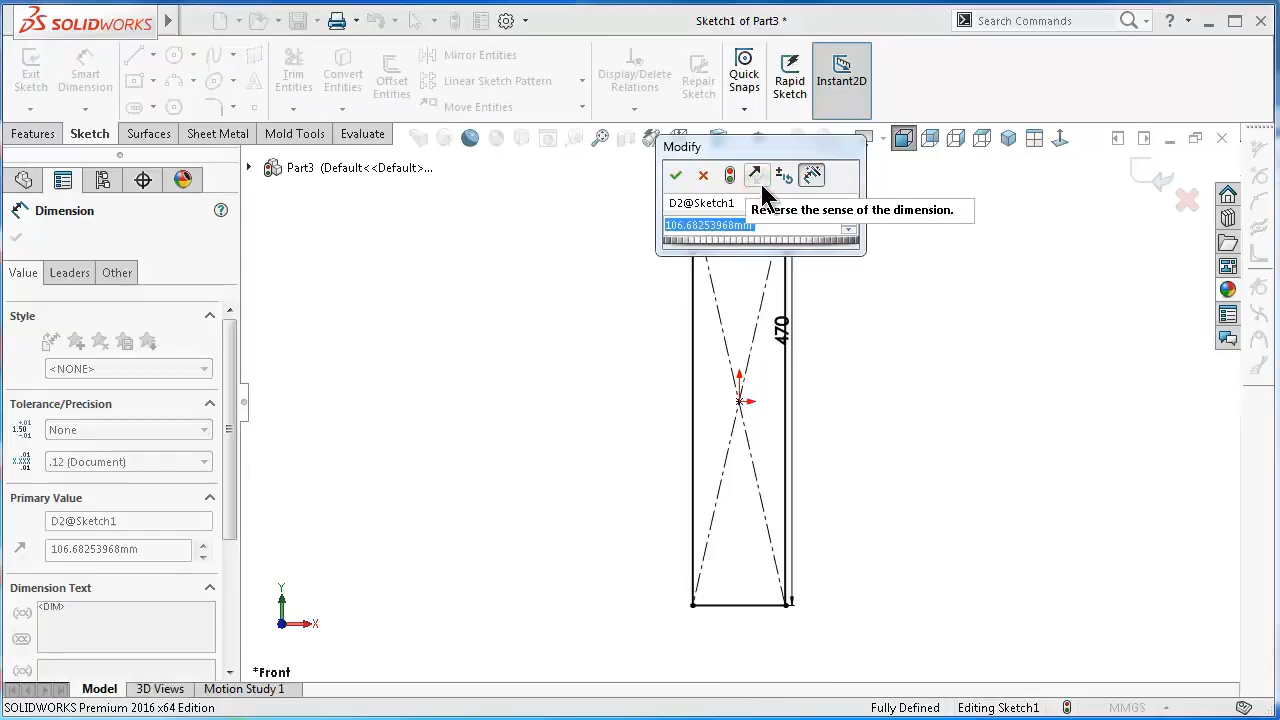 SOLIDWORKS
Sketch1 of Part3 *
Search Commands
?
Exit
Sketch
Smart
Dimension
Trim
Entities
Convert
Entities
Offset
Entities
Mirror Entities
Linear Sketch Pattern
Move Entities
Display/Delete
Relations
Repair
Sketch
Quick
Snaps
Rapid
Sketch
Instant2D
Features
Sketch
Surfaces
Sheet Metal
Mold Tools
Evaluate
Part3 (Default<<Default>...
Modify
D2@Sketch1
Reverse the sense of the dimension.
106.68253968mm
Dimension
Value
Leaders
Other
Style
<NONE>
Tolerance/Precision
None
.12 (Document)
Primary Value
D2@Sketch1
106.68253968mm
Dimension Text
<DIM>
470
Y
X
*Front
Model
3D Views
Motion Study 1
SOLIDWORKS Premium 2016 x64 Edition
Fully Defined
Editing Sketch1
MMGS